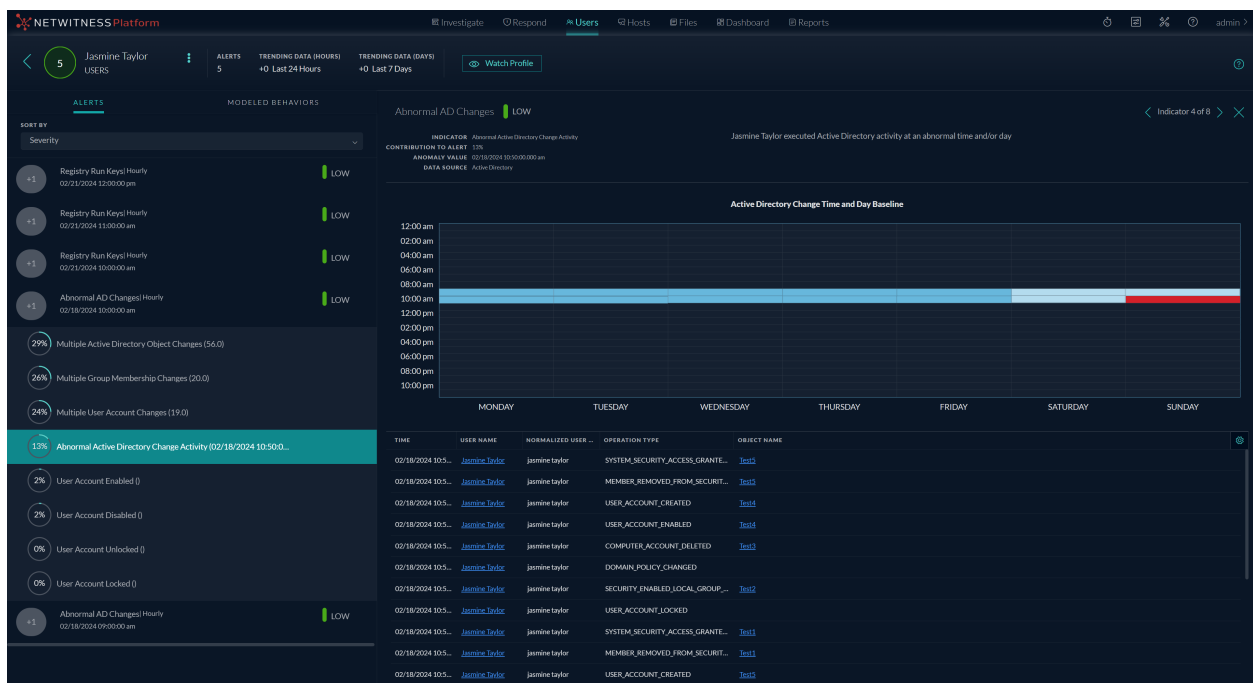 NETWITNESS Platform
Investigate Respond Users Hosts Files Dashboard Reports
admin
5
Jasmine Taylor
USERS
ALERTS
5
TRENDING DATA (HOURS)
+0 Last 24 Hours
TRENDING DATA (DAYS)
+0 Last 7 Days
Watch Profile
ALERTS MODELED BEHAVIORS
SORT BY
Severity
+1 Registry Run Keys| Hourly LOW
02/21/2024 12:00:00 pm
+1 Registry Run Keys| Hourly LOW
02/21/2024 11:00:00 am
+1 Registry Run Keys| Hourly LOW
02/21/2024 10:00:00 am
+1 Abnormal AD Changes| Hourly LOW
02/18/2024 10:00:00 am
29% Multiple Active Directory Object Changes (56.0)
26% Multiple Group Membership Changes (20.0)
24% Multiple User Account Changes (19.0)
13% Abnormal Active Directory Change Activity (02/18/2024 10:50:0...
2% User Account Enabled ()
2% User Account Disabled ()
0% User Account Unlocked ()
0% User Account Locked ()
+1 Abnormal AD Changes| Hourly LOW
02/18/2024 09:00:00 am
Abnormal AD Changes LOW
Indicator 4 of 8
INDICATOR Abnormal Active Directory Change Activity
CONTRIBUTION TO ALERT 13%
ANOMALY VALUE 02/18/2024 10:50:00.000 am
DATA SOURCE Active Directory
Jasmine Taylor executed Active Directory activity at an abnormal time and/or day
Active Directory Change Time and Day Baseline
12:00 am
02:00 am
04:00 am
06:00 am
08:00 am
10:00 am
12:00 pm
02:00 pm
04:00 pm
06:00 pm
08:00 pm
10:00 pm
MONDAY TUESDAY WEDNESDAY THURSDAY FRIDAY SATURDAY SUNDAY
TIME USER NAME NORMALIZED USER ... OPERATION TYPE OBJECT NAME
02/18/2024 10:5... Jasmine Taylor jasmine taylor SYSTEM_SECURITY_ACCESS_GRANTE... Test5
02/18/2024 10:5... Jasmine Taylor jasmine taylor MEMBER_REMOVED_FROM_SECURIT... Test5
02/18/2024 10:5... Jasmine Taylor jasmine taylor USER_ACCOUNT_CREATED Test4
02/18/2024 10:5... Jasmine Taylor jasmine taylor USER_ACCOUNT_ENABLED Test4
02/18/2024 10:5... Jasmine Taylor jasmine taylor COMPUTER_ACCOUNT_DELETED Test3
02/18/2024 10:5... Jasmine Taylor jasmine taylor DOMAIN_POLICY_CHANGED
02/18/2024 10:5... Jasmine Taylor jasmine taylor SECURITY_ENABLED_LOCAL_GROUP_... Test2
02/18/2024 10:5... Jasmine Taylor jasmine taylor USER_ACCOUNT_LOCKED
02/18/2024 10:5... Jasmine Taylor jasmine taylor SYSTEM_SECURITY_ACCESS_GRANTE... Test1
02/18/2024 10:5... Jasmine Taylor jasmine taylor MEMBER_REMOVED_FROM_SECURIT... Test1
02/18/2024 10:5... Jasmine Taylor jasmine taylor USER_ACCOUNT_CREATED Test5